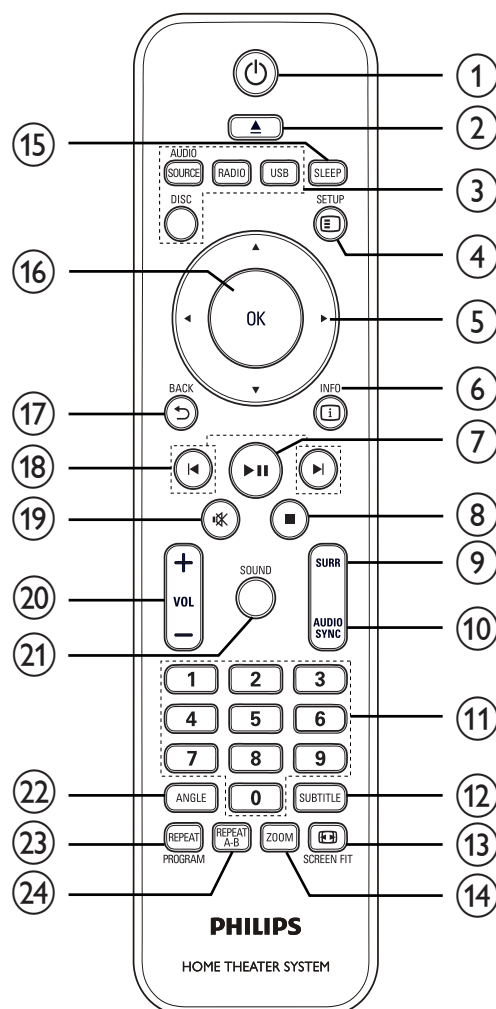 1
2
15
AUDIO
SOURCE RADIO USB SLEEP
3
DISC SETUP
4
16
OK
5
BACK INFO
6
17
7
18
19
8
+
SURR
9
20
VOL
SOUND
−
AUDIO
SYNC
10
21
1 2 3
4 5 6
11
7 8 9
22
ANGLE 0 SUBTITLE
12
23
REPEAT REPEAT
A-B ZOOM
13
PROGRAM SCREEN FIT
24
14
PHILIPS
HOME THEATER SYSTEM